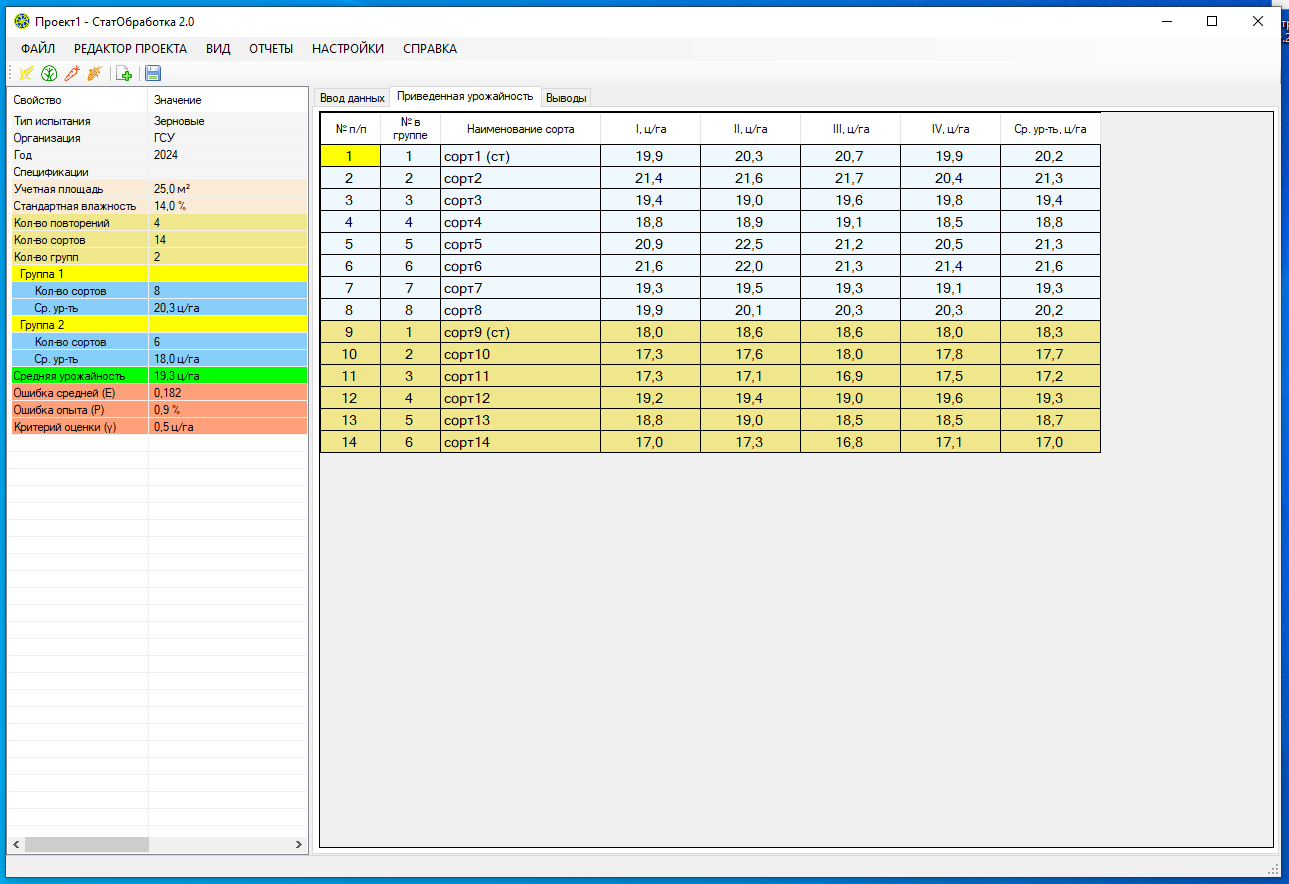 Проект1 - СтатОбработка 2.0
ФАЙЛ РЕДАКТОР ПРОЕКТА ВИД ОТЧЕТЫ НАСТРОЙКИ СПРАВКА
Свойство Значение
Тип испытания Зерновые
Организация ГСУ
Год 2024
Спецификации
Учетная площадь 25,0 м²
Стандартная влажность 14,0 %
Кол-во повторений 4
Кол-во сортов 14
Кол-во групп 2
Группа 1
Кол-во сортов 8
Ср. ур-ть 20,3 ц/га
Группа 2
Кол-во сортов 6
Ср. ур-ть 18,0 ц/га
Средняя урожайность 19,3 ц/га
Ошибка средней (E) 0,182
Ошибка опыта (P) 0,9 %
Критерий оценки (γ) 0,5 ц/га
Ввод данных Приведенная урожайность Выводы
№ п/п № в группе Наименование сорта I, ц/га II, ц/га III, ц/га IV, ц/га Ср. ур-ть, ц/га
1 1 сорт1 (ст) 19,9 20,3 20,7 19,9 20,2
2 2 сорт2 21,4 21,6 21,7 20,4 21,3
3 3 сорт3 19,4 19,0 19,6 19,8 19,4
4 4 сорт4 18,8 18,9 19,1 18,5 18,8
5 5 сорт5 20,9 22,5 21,2 20,5 21,3
6 6 сорт6 21,6 22,0 21,3 21,4 21,6
7 7 сорт7 19,3 19,5 19,3 19,1 19,3
8 8 сорт8 19,9 20,1 20,3 20,3 20,2
9 1 сорт9 (ст) 18,0 18,6 18,6 18,0 18,3
10 2 сорт10 17,3 17,6 18,0 17,8 17,7
11 3 сорт11 17,3 17,1 16,9 17,5 17,2
12 4 сорт12 19,2 19,4 19,0 19,6 19,3
13 5 сорт13 18,8 19,0 18,5 18,5 18,7
14 6 сорт14 17,0 17,3 16,8 17,1 17,0